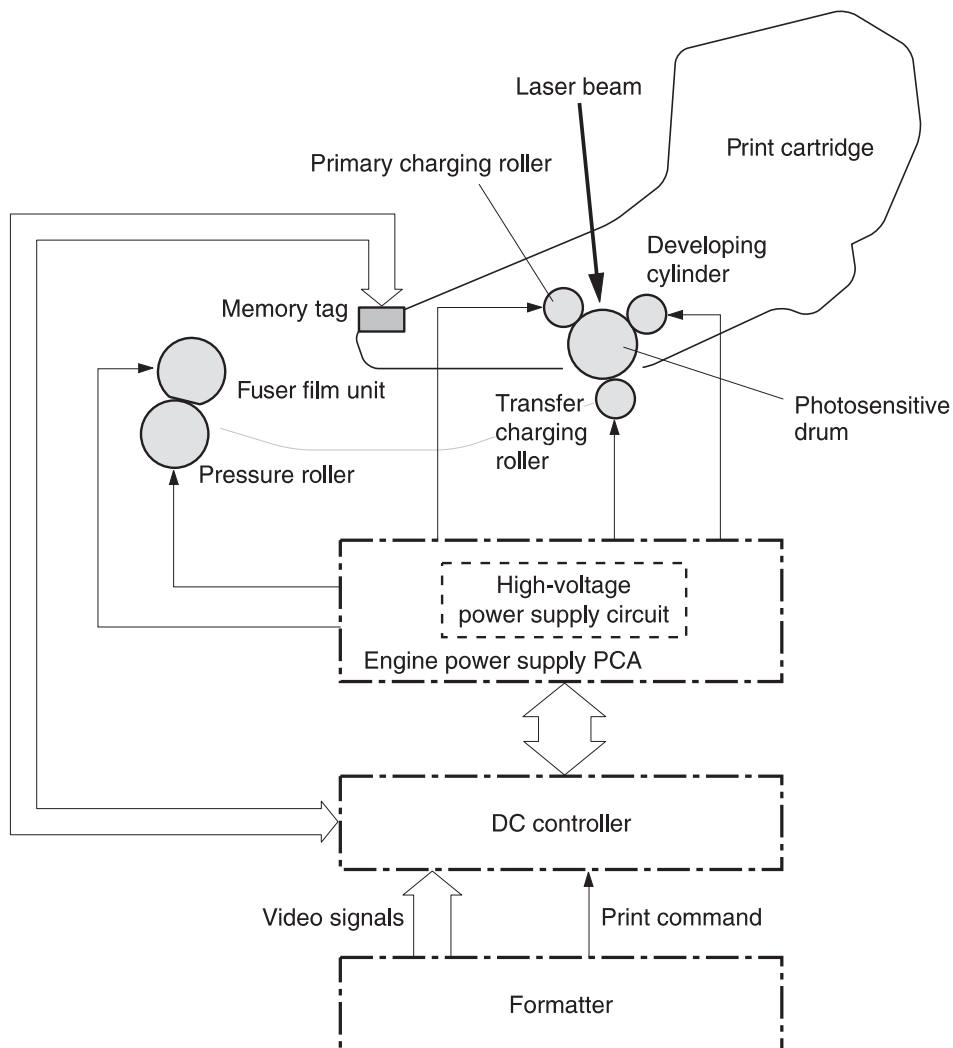 Laser beam
Print cartridge
Primary charging roller
Developing
cylinder
Memory tag
Fuser film unit
Transfer
charging
roller
Photosensitive
drum
Pressure roller
High-voltage
power supply circuit
Engine power supply PCA
DC controller
Video signals
Print command
Formatter